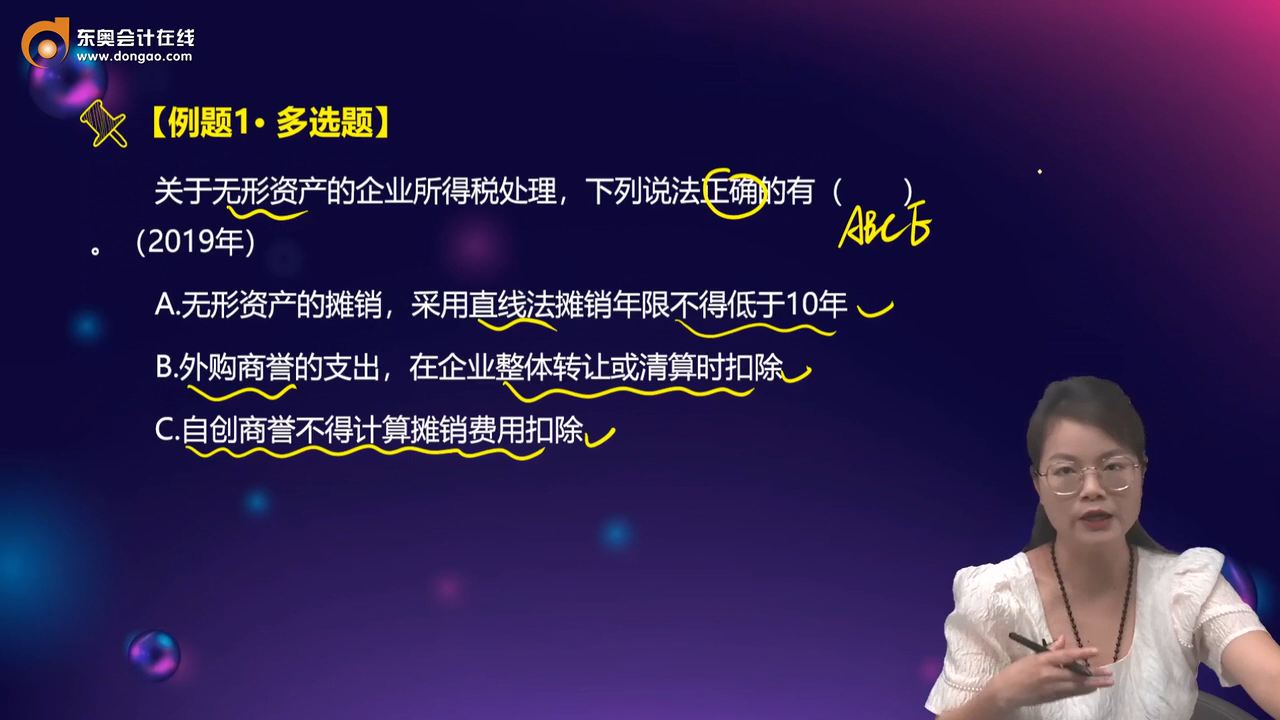 东奥会计在线
www.dongao.com
【例题1·多选题】
关于无形资产的企业所得税处理，下列说法正确的有（ ）
。（2019年）
ABCE
A.无形资产的摊销，采用直线法摊销年限不得低于10年
B.外购商誉的支出，在企业整体转让或清算时扣除
C.自创商誉不得计算摊销费用扣除